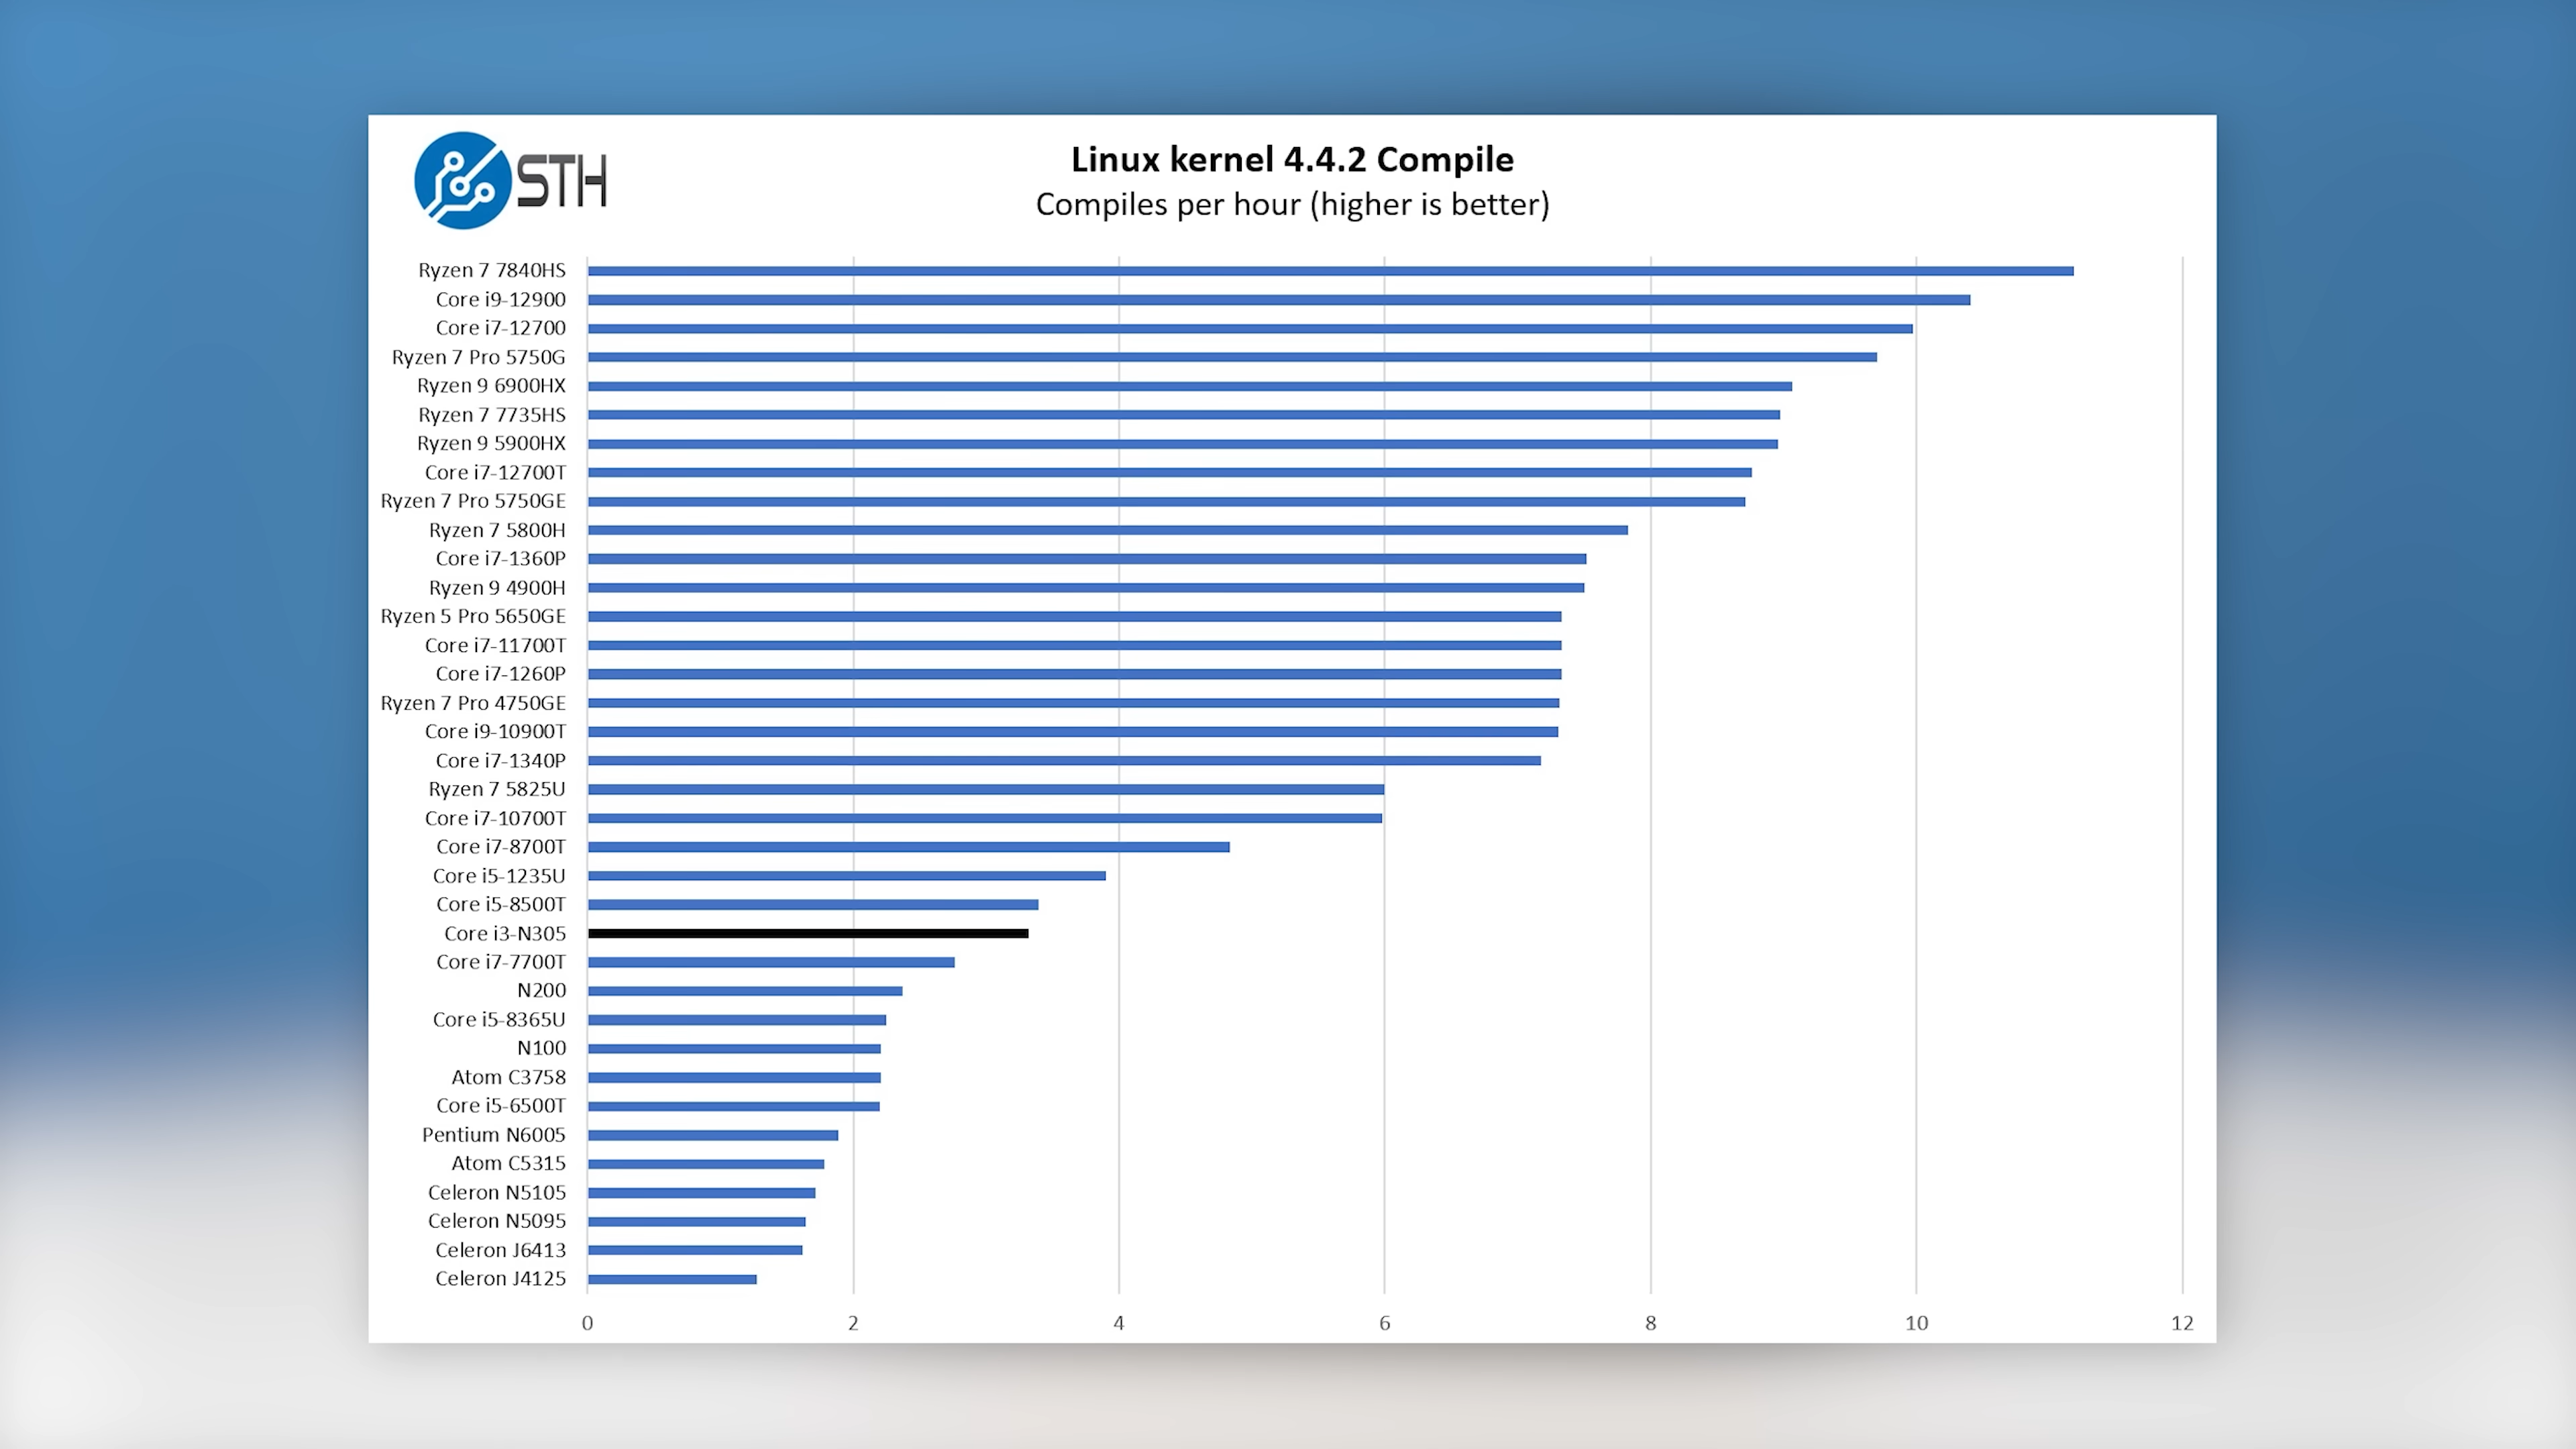 STH
Linux kernel 4.4.2 Compile
Compiles per hour (higher is better)
Ryzen 7 7840HS
Core i9-12900
Core i7-12700
Ryzen 7 Pro 5750G
Ryzen 9 6900HX
Ryzen 7 7735HS
Ryzen 9 5900HX
Core i7-12700T
Ryzen 7 Pro 5750GE
Ryzen 7 5800H
Core i7-1360P
Ryzen 9 4900H
Ryzen 5 Pro 5650GE
Core i7-11700T
Core i7-1260P
Ryzen 7 Pro 4750GE
Core i9-10900T
Core i7-1340P
Ryzen 7 5825U
Core i7-10700T
Core i7-8700T
Core i5-1235U
Core i5-8500T
Core i3-N305
Core i7-7700T
N200
Core i5-8365U
N100
Atom C3758
Core i5-6500T
Pentium N6005
Atom C5315
Celeron N5105
Celeron N5095
Celeron J6413
Celeron J4125
0 2 4 6 8 10 12